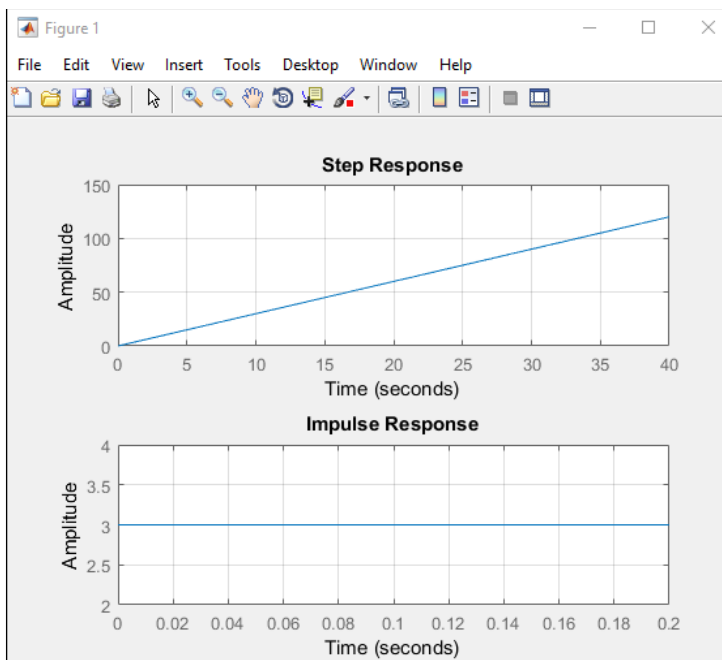 Figure 1
File Edit View Insert Tools Desktop Window Help
Step Response
150
100
50
0
Amplitude
0 5 10 15 20 25 30 35 40
Time (seconds)
Impulse Response
4
3.5
3
2.5
2
Amplitude
0 0.02 0.04 0.06 0.08 0.1 0.12 0.14 0.16 0.18 0.2
Time (seconds)